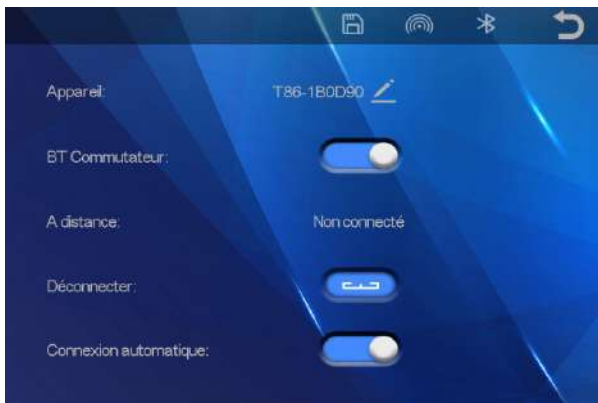 Appareil: T86-1B0D90
BT Commutateur:
A distance: Non connecté
Déconnecter:
Connexion automatique: